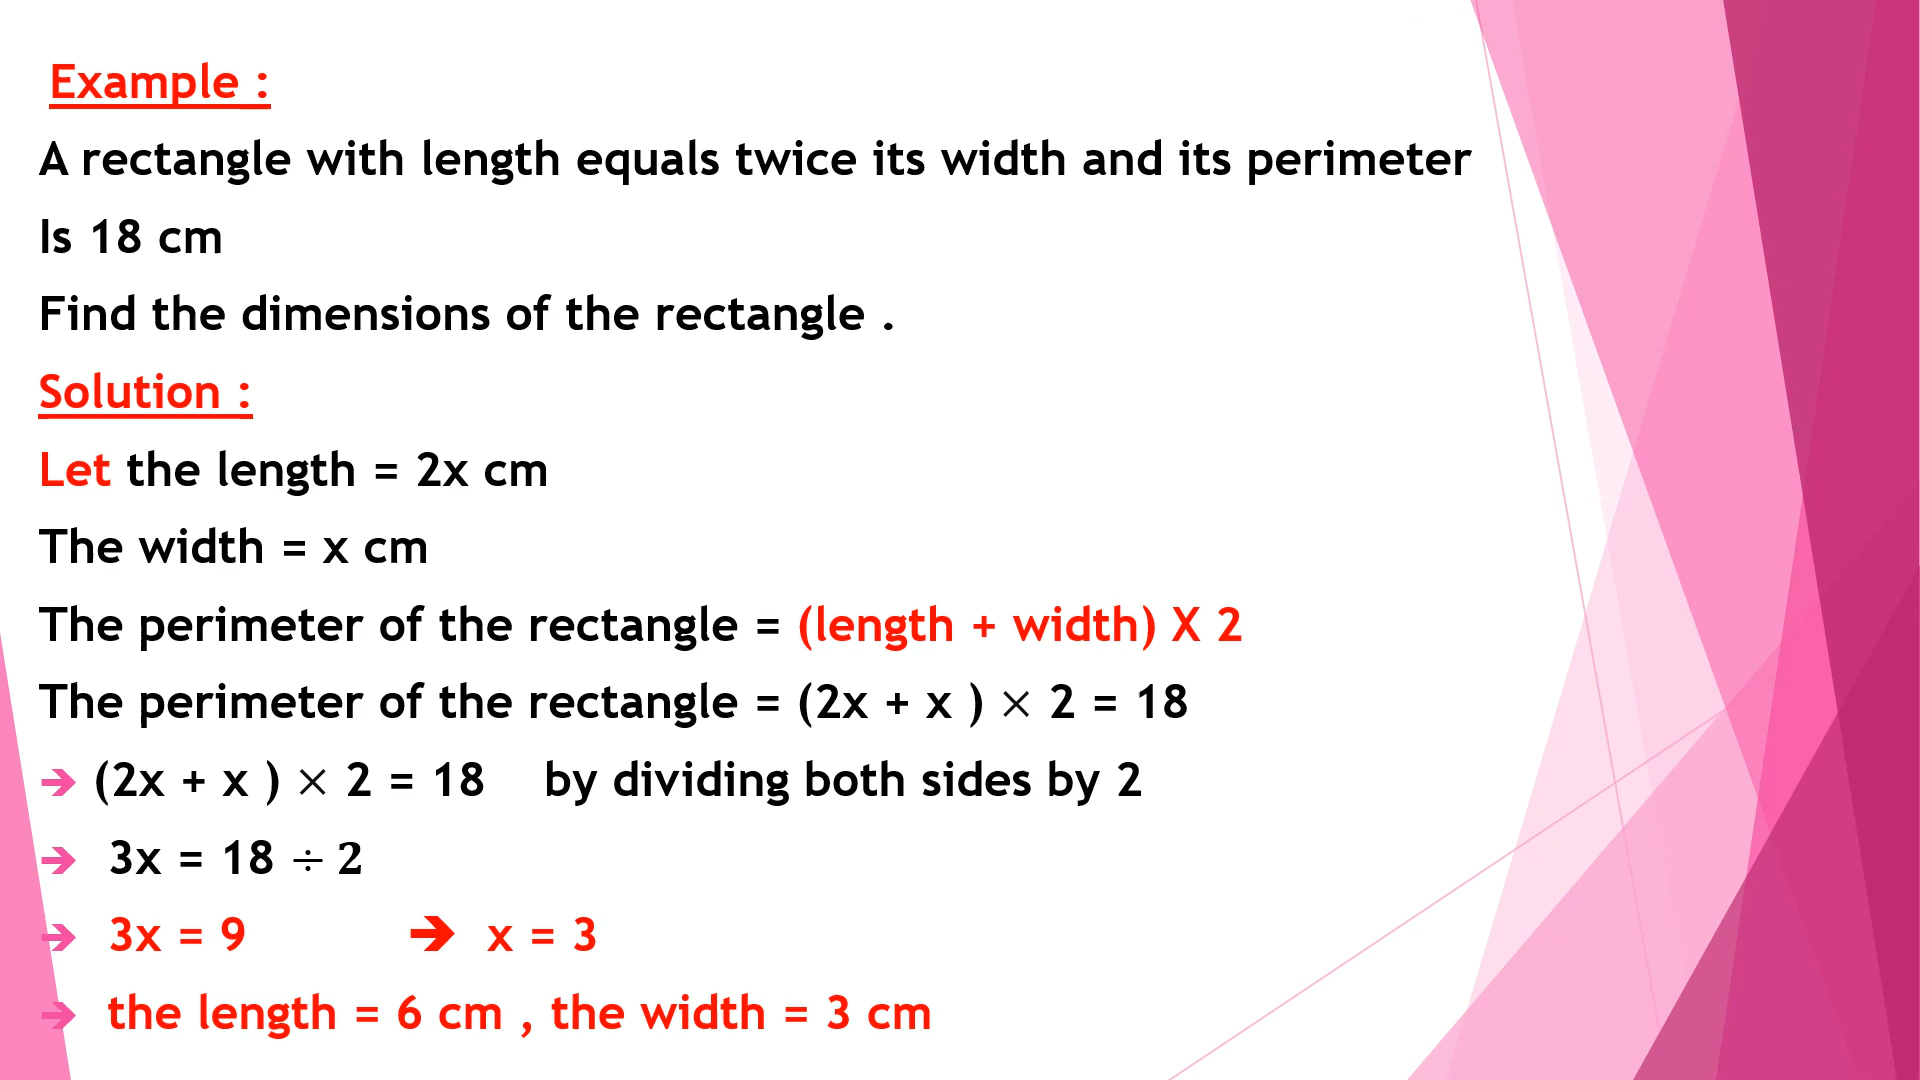 Example :
A rectangle with length equals twice its width and its perimeter
Is 18 cm
Find the dimensions of the rectangle .
Solution :
Let the length = 2x cm
The width = x cm
The perimeter of the rectangle = (length + width) X 2
The perimeter of the rectangle = (2x + x ) × 2 = 18
➔ (2x + x ) × 2 = 18 by dividing both sides by 2
➔ 3x = 18 ÷ 2
➔ 3x = 9 ➔ x = 3
➔ the length = 6 cm , the width = 3 cm